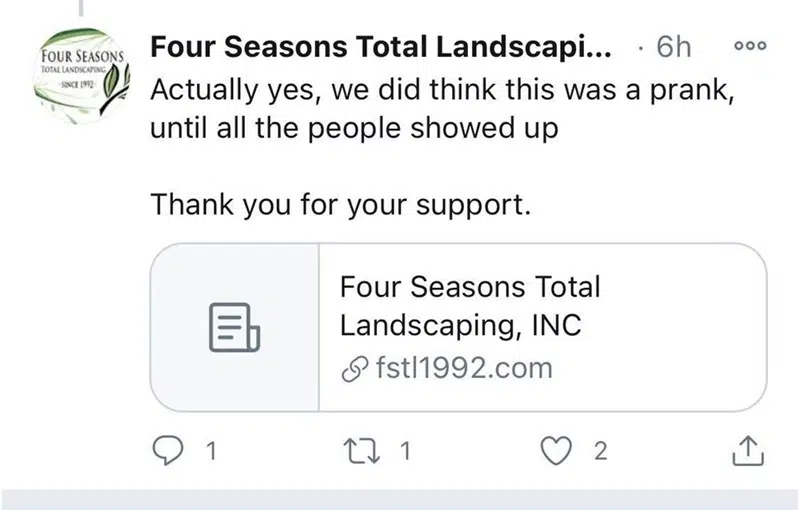 FOUR SEASONS
TOTAL LANDSCAPING
SINCE 1992
Four Seasons Total Landscapi... · 6h
Actually yes, we did think this was a prank,
until all the people showed up
Thank you for your support.
Four Seasons Total
Landscaping, INC
fstl1992.com
1 1 2